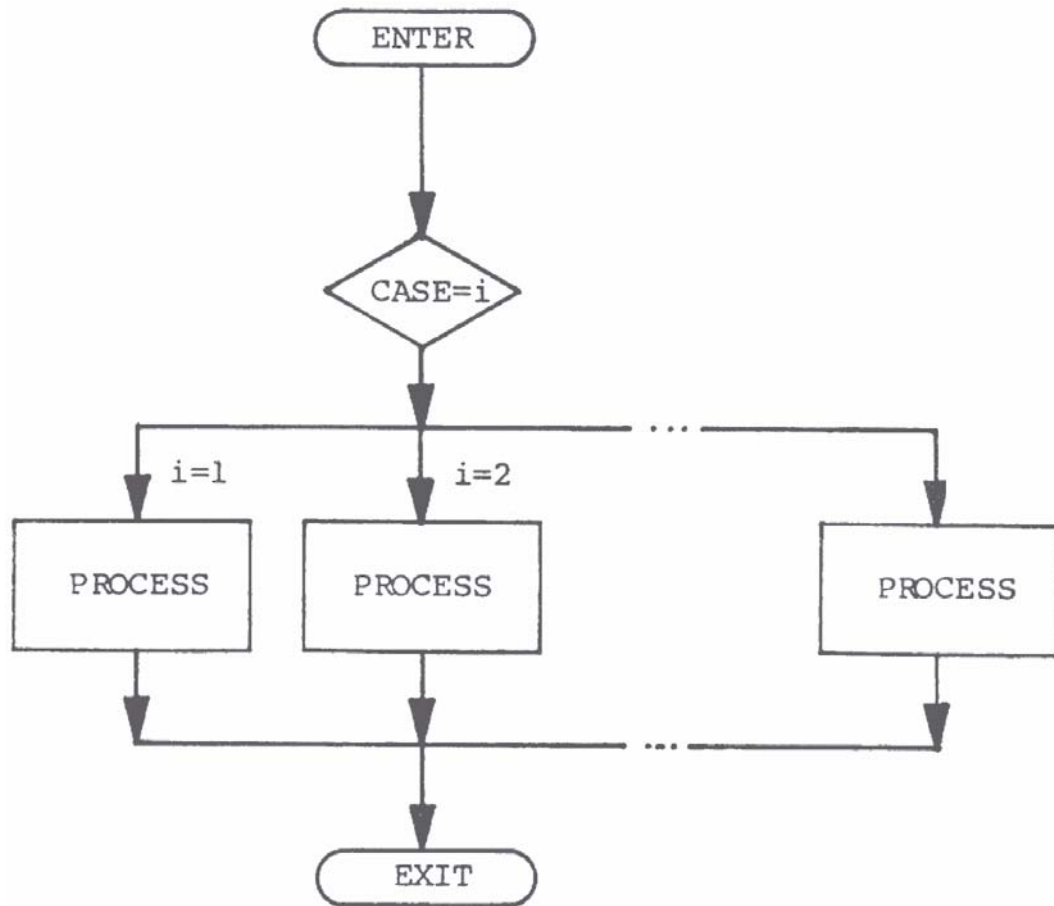 ENTER
CASE=i
...
i=1
i=2
PROCESS
PROCESS
PROCESS
...
EXIT